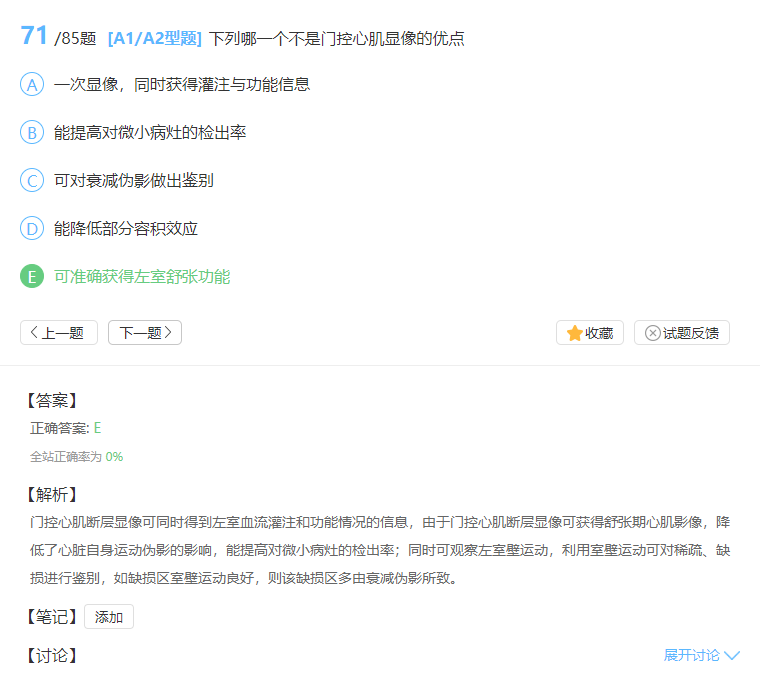 71 /85题 [A1/A2型题] 下列哪一个不是门控心肌显像的优点
A 一次显像，同时获得灌注与功能信息
B 能提高对微小病灶的检出率
C 可对衰减伪影做出鉴别
D 能降低部分容积效应
E 可准确获得左室舒张功能
上一题 下一题 收藏 试题反馈
【答案】
正确答案: E
全站正确率为 0%
【解析】
门控心肌断层显像可同时得到左室血流灌注和功能情况的信息，由于门控心肌断层显像可获得舒张期心肌影像，降
低了心脏自身运动伪影的影响，能提高对微小病灶的检出率；同时可观察左室壁运动，利用室壁运动可对稀疏、缺
损进行鉴别，如缺损区室壁运动良好，则该缺损区多由衰减伪影所致。
【笔记】 添加
【讨论】 展开讨论